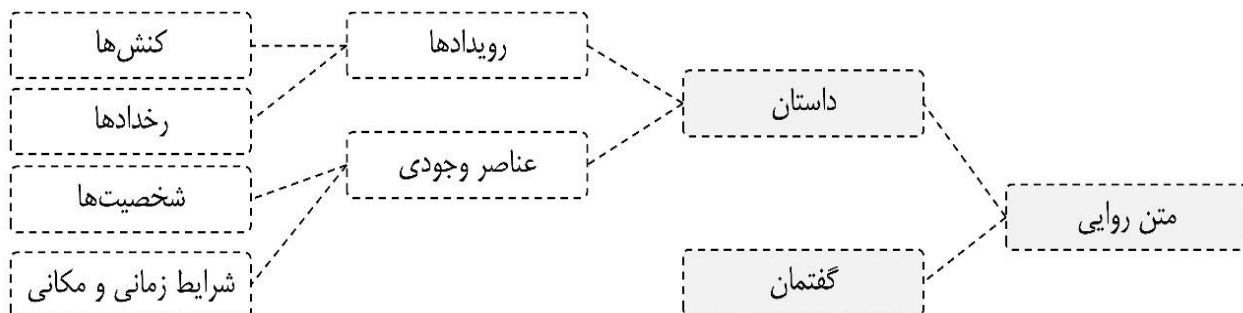 متن روایی
داستان
گفتمان
رویدادها
عناصر وجودی
کنش‌ها
رخدادها
شخصیت‌ها
شرایط زمانی و مکانی